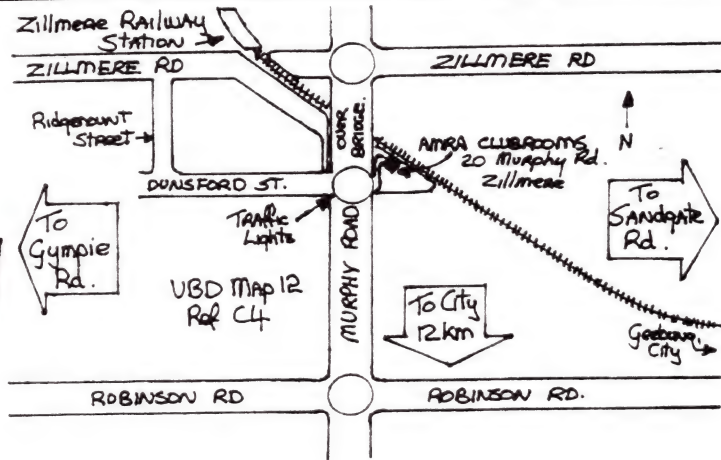 Zillmere RAILWAY
STATION
ZILLMERE RD
ZILLMERE RD
Ridgemount
Street
OVER
BRIDGE.
AMRA CLUBROOMS
20 Murphy Rd.
Zillmere
N
DUNSFORD ST.
TRAFFIC
Lights
To
Gympie
Rd.
To
SANDGATE
Rd.
UBD MAP 12
Ref C4
MURPHY ROAD
To City
12km
Geebung,
City
ROBINSON RD
ROBINSON RD.